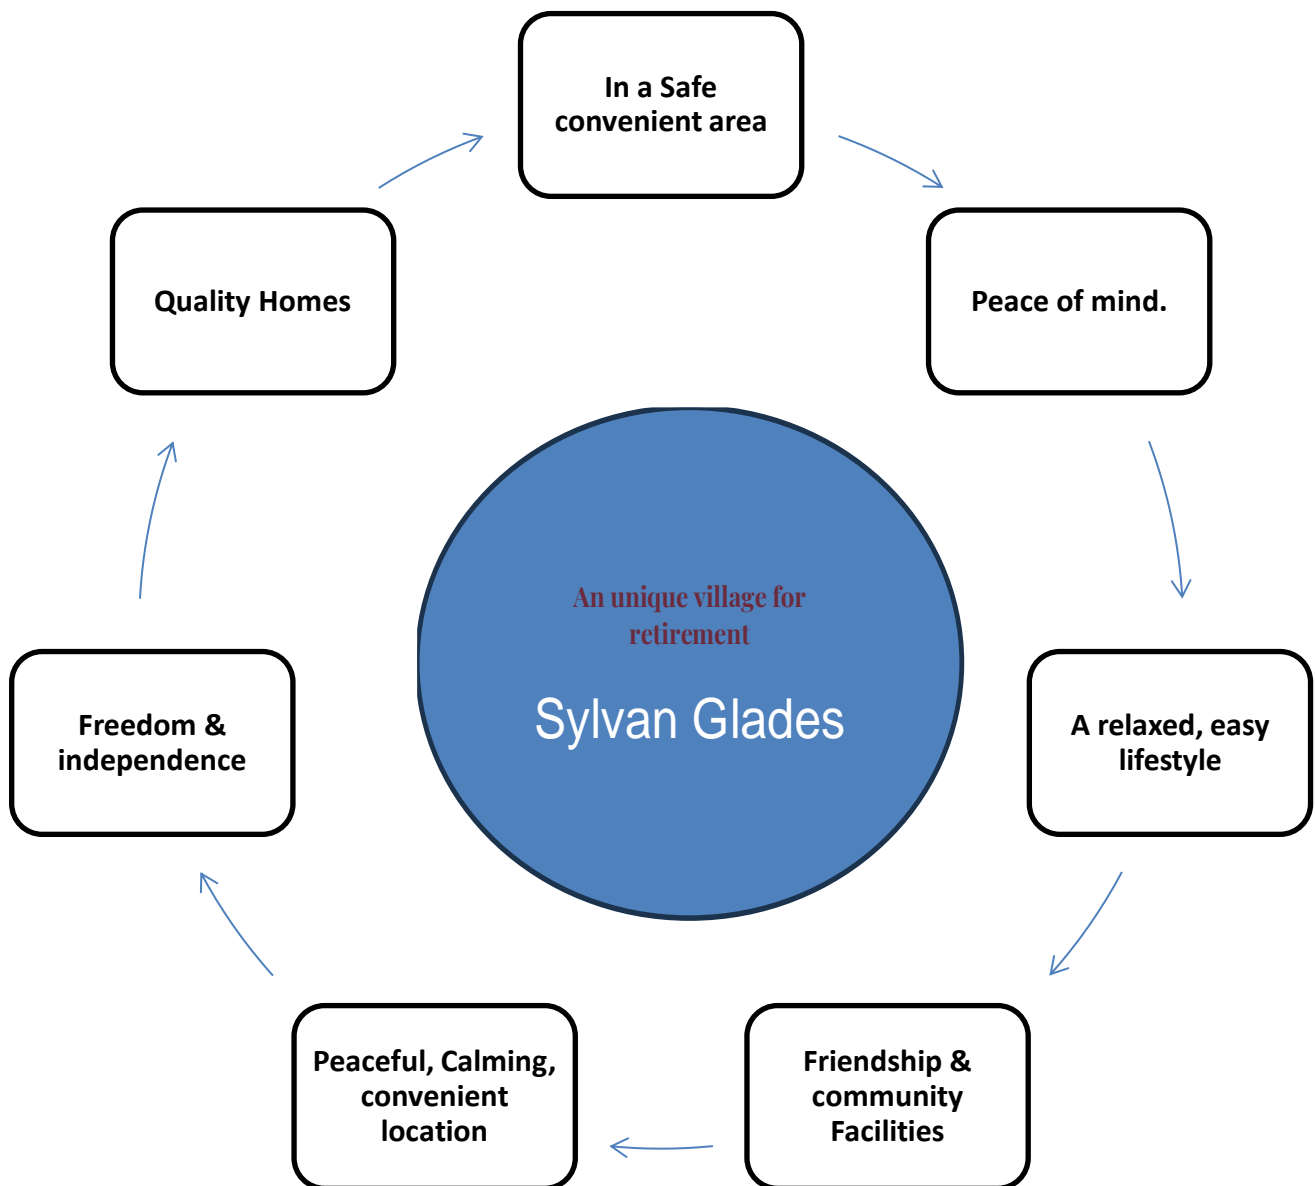 In a Safe
convenient area
Peace of mind.
A relaxed, easy
lifestyle
Friendship &
community
Facilities
Peaceful, Calming,
convenient
location
Freedom &
independence
Quality Homes
An unique village for
retirement
Sylvan Glades